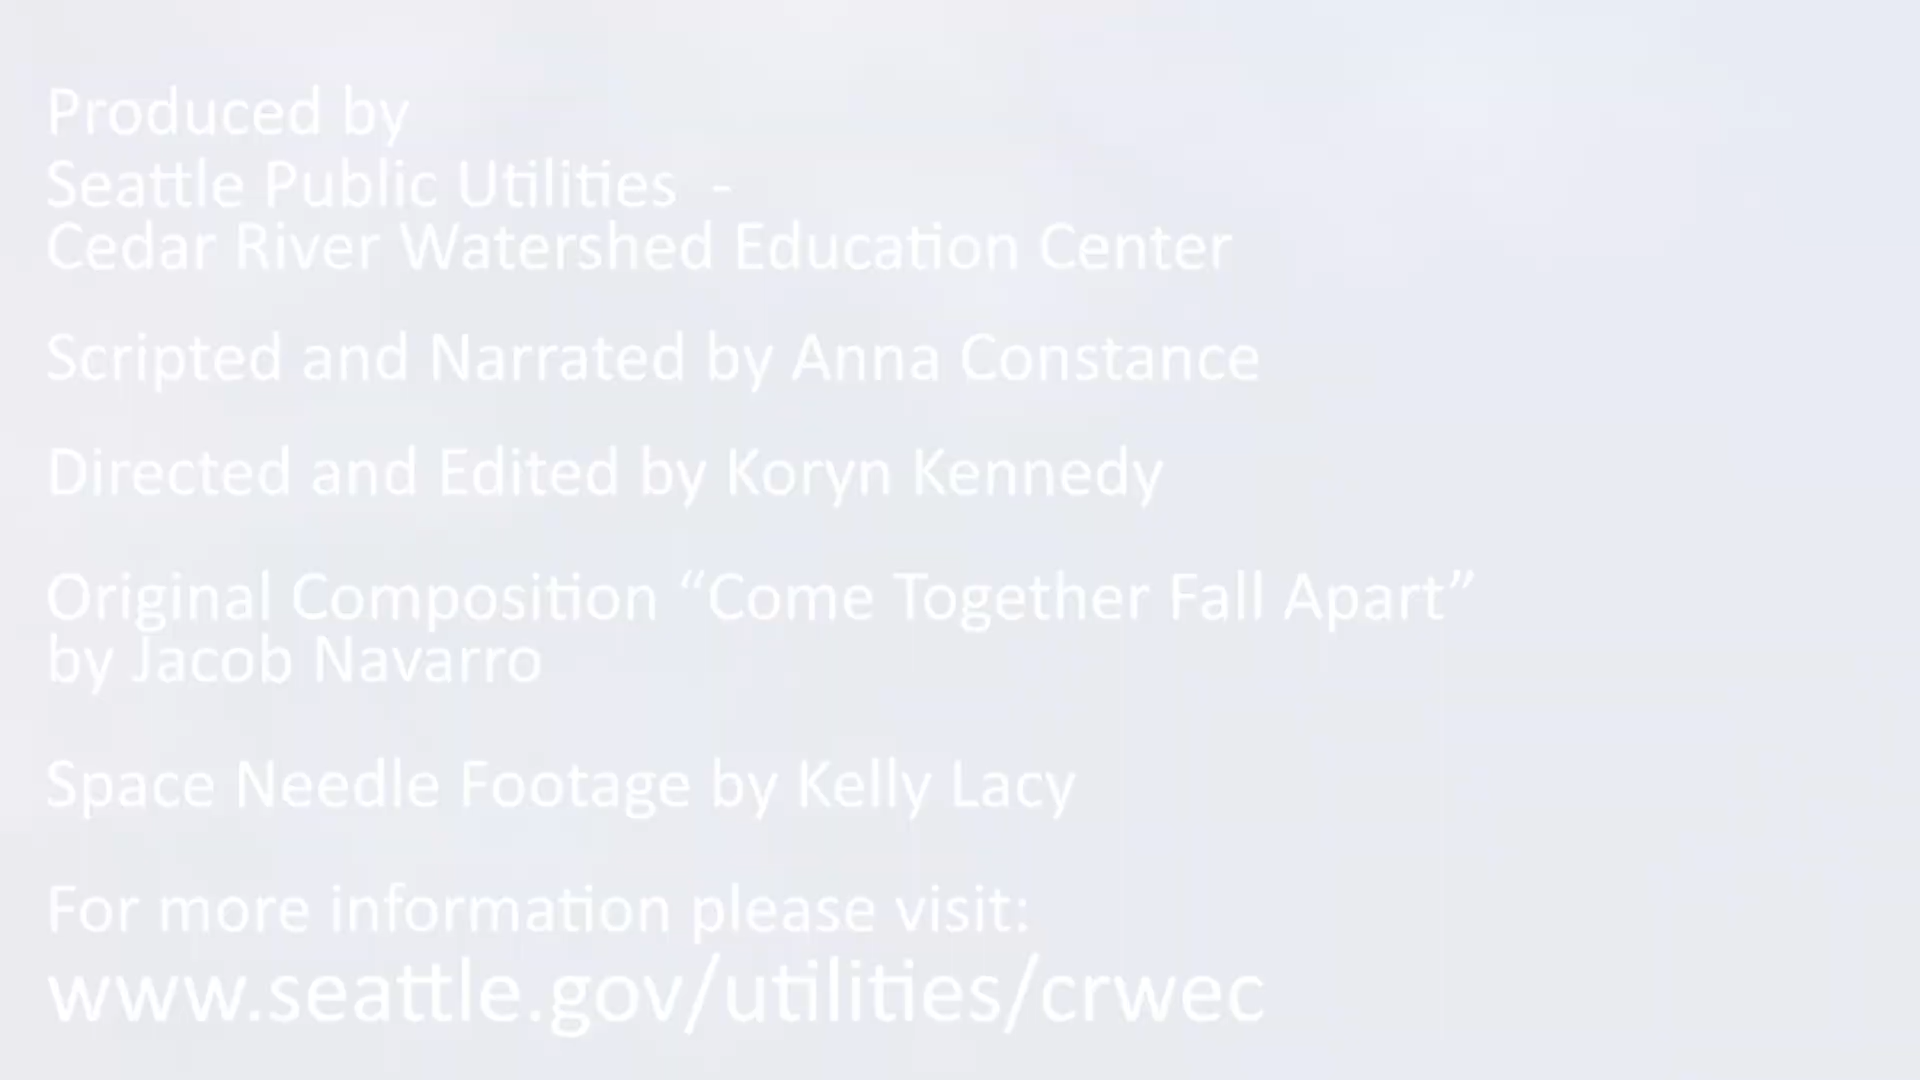 Produced by
Seattle Public Utilities -
Cedar River Watershed Education Center
Scripted and Narrated by Anna Constance
Directed and Edited by Koryn Kennedy
Original Composition “Come Together Fall Apart”
by Jacob Navarro
Space Needle Footage by Kelly Lacy
For more information please visit:
www.seattle.gov/utilities/crwec